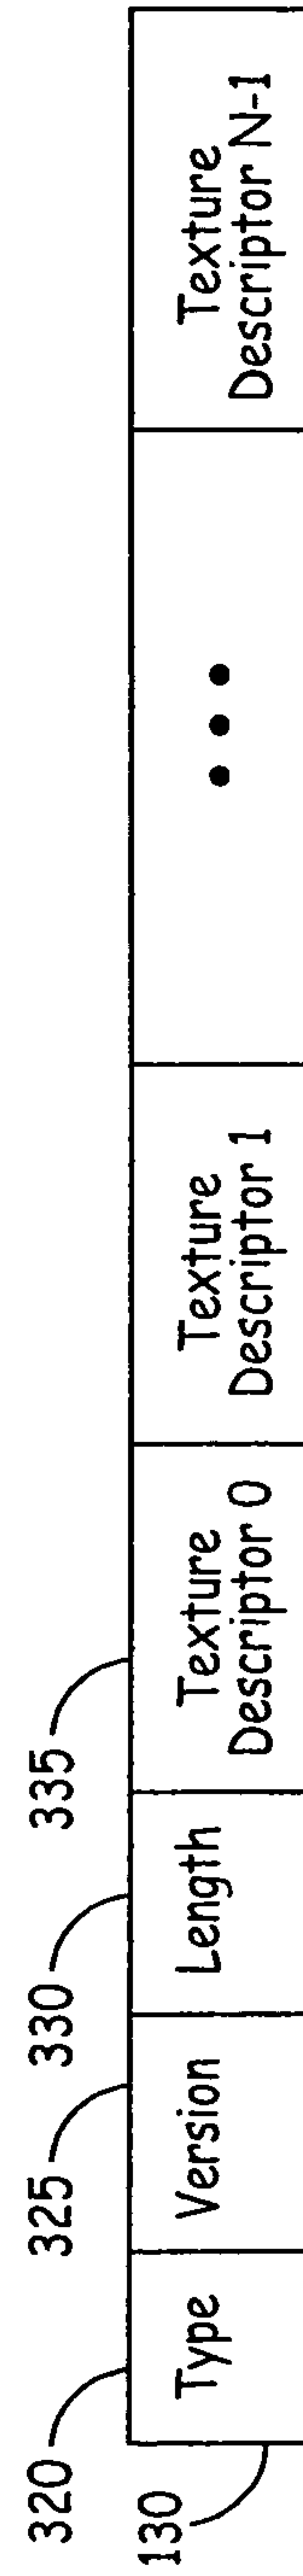 320
325
330
335
130
Type
Version
Length
Texture
Descriptor 0
Texture
Descriptor 1
• • •
Texture
Descriptor N-1